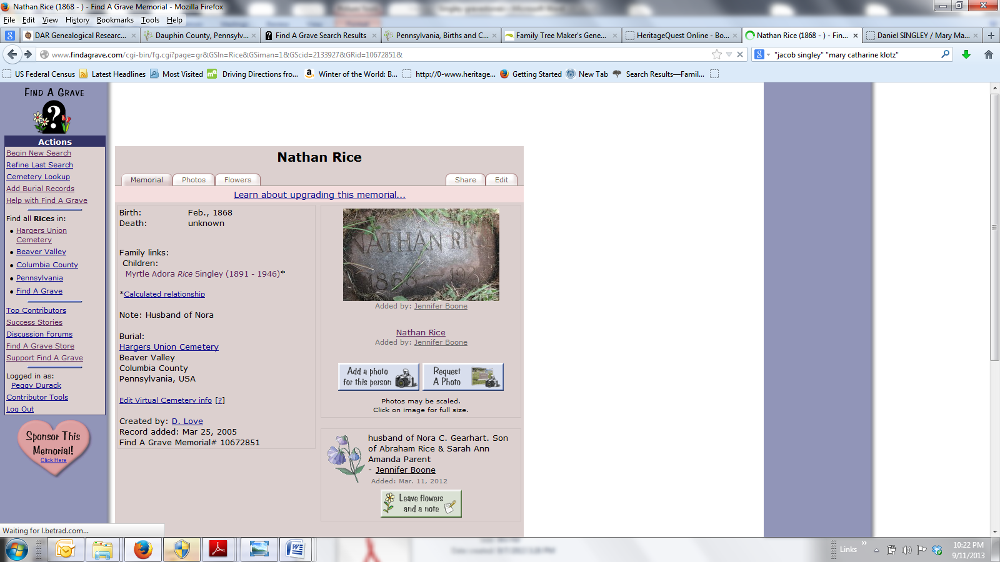 Nathan Rice (1868 - ) - Find A Grave Memorial - Mozilla Firefox
File Edit View History Bookmarks Tools Help
DAR Genealogical Researc...
Dauphin County, Pennsylv...
Find A Grave Search Results
Pennsylvania, Births and C...
Family Tree Maker's Gene...
HeritageQuest Online - Bo...
Nathan Rice (1868 - ) - Fin...
Daniel SINGLEY / Mary Ma...
www.findagrave.com/cgi-bin/fg.cgi?page=gr&GSln=Rice&GSiman=1&GScid=2133927&GRid=10672851&
"jacob singley" "mary catharine klotz"
US Federal Census
Latest Headlines
Most Visited
Driving Directions fro...
Winter of the World: B...
http://0-www.heritage...
Getting Started
New Tab
Search Results—Famil...
FIND A GRAVE
?
Actions
Begin New Search
Refine Last Search
Cemetery Lookup
Add Burial Records
Help with Find A Grave
Find all Rices in:
• Hargers Union
Cemetery
• Beaver Valley
• Columbia County
• Pennsylvania
• Find A Grave
Top Contributors
Success Stories
Discussion Forums
Find A Grave Store
Support Find A Grave
Logged in as:
Peggy Durack
Contributor Tools
Log Out
Sponsor This
Memorial!
Click Here
Nathan Rice
Memorial Photos Flowers Share Edit
Learn about upgrading this memorial...
Birth: Feb., 1868
Death: unknown
Family links:
Children:
Myrtle Adora Rice Singley (1891 - 1946)*
*Calculated relationship
Note: Husband of Nora
Burial:
Hargers Union Cemetery
Beaver Valley
Columbia County
Pennsylvania, USA
Edit Virtual Cemetery info [?]
Created by: D. Love
Record added: Mar 25, 2005
Find A Grave Memorial# 10672851
NATHAN RICE
1868 -
Added by: Jennifer Boone
Nathan Rice
Added by: Jennifer Boone
Add a photo
for this person
Request
A Photo
Photos may be scaled.
Click on image for full size.
husband of Nora C. Gearhart. Son
of Abraham Rice & Sarah Ann
Amanda Parent
- Jennifer Boone
Added: Mar. 11, 2012
Leave flowers
and a note
Waiting for l.betrad.com...
Links
10:22 PM
9/11/2013